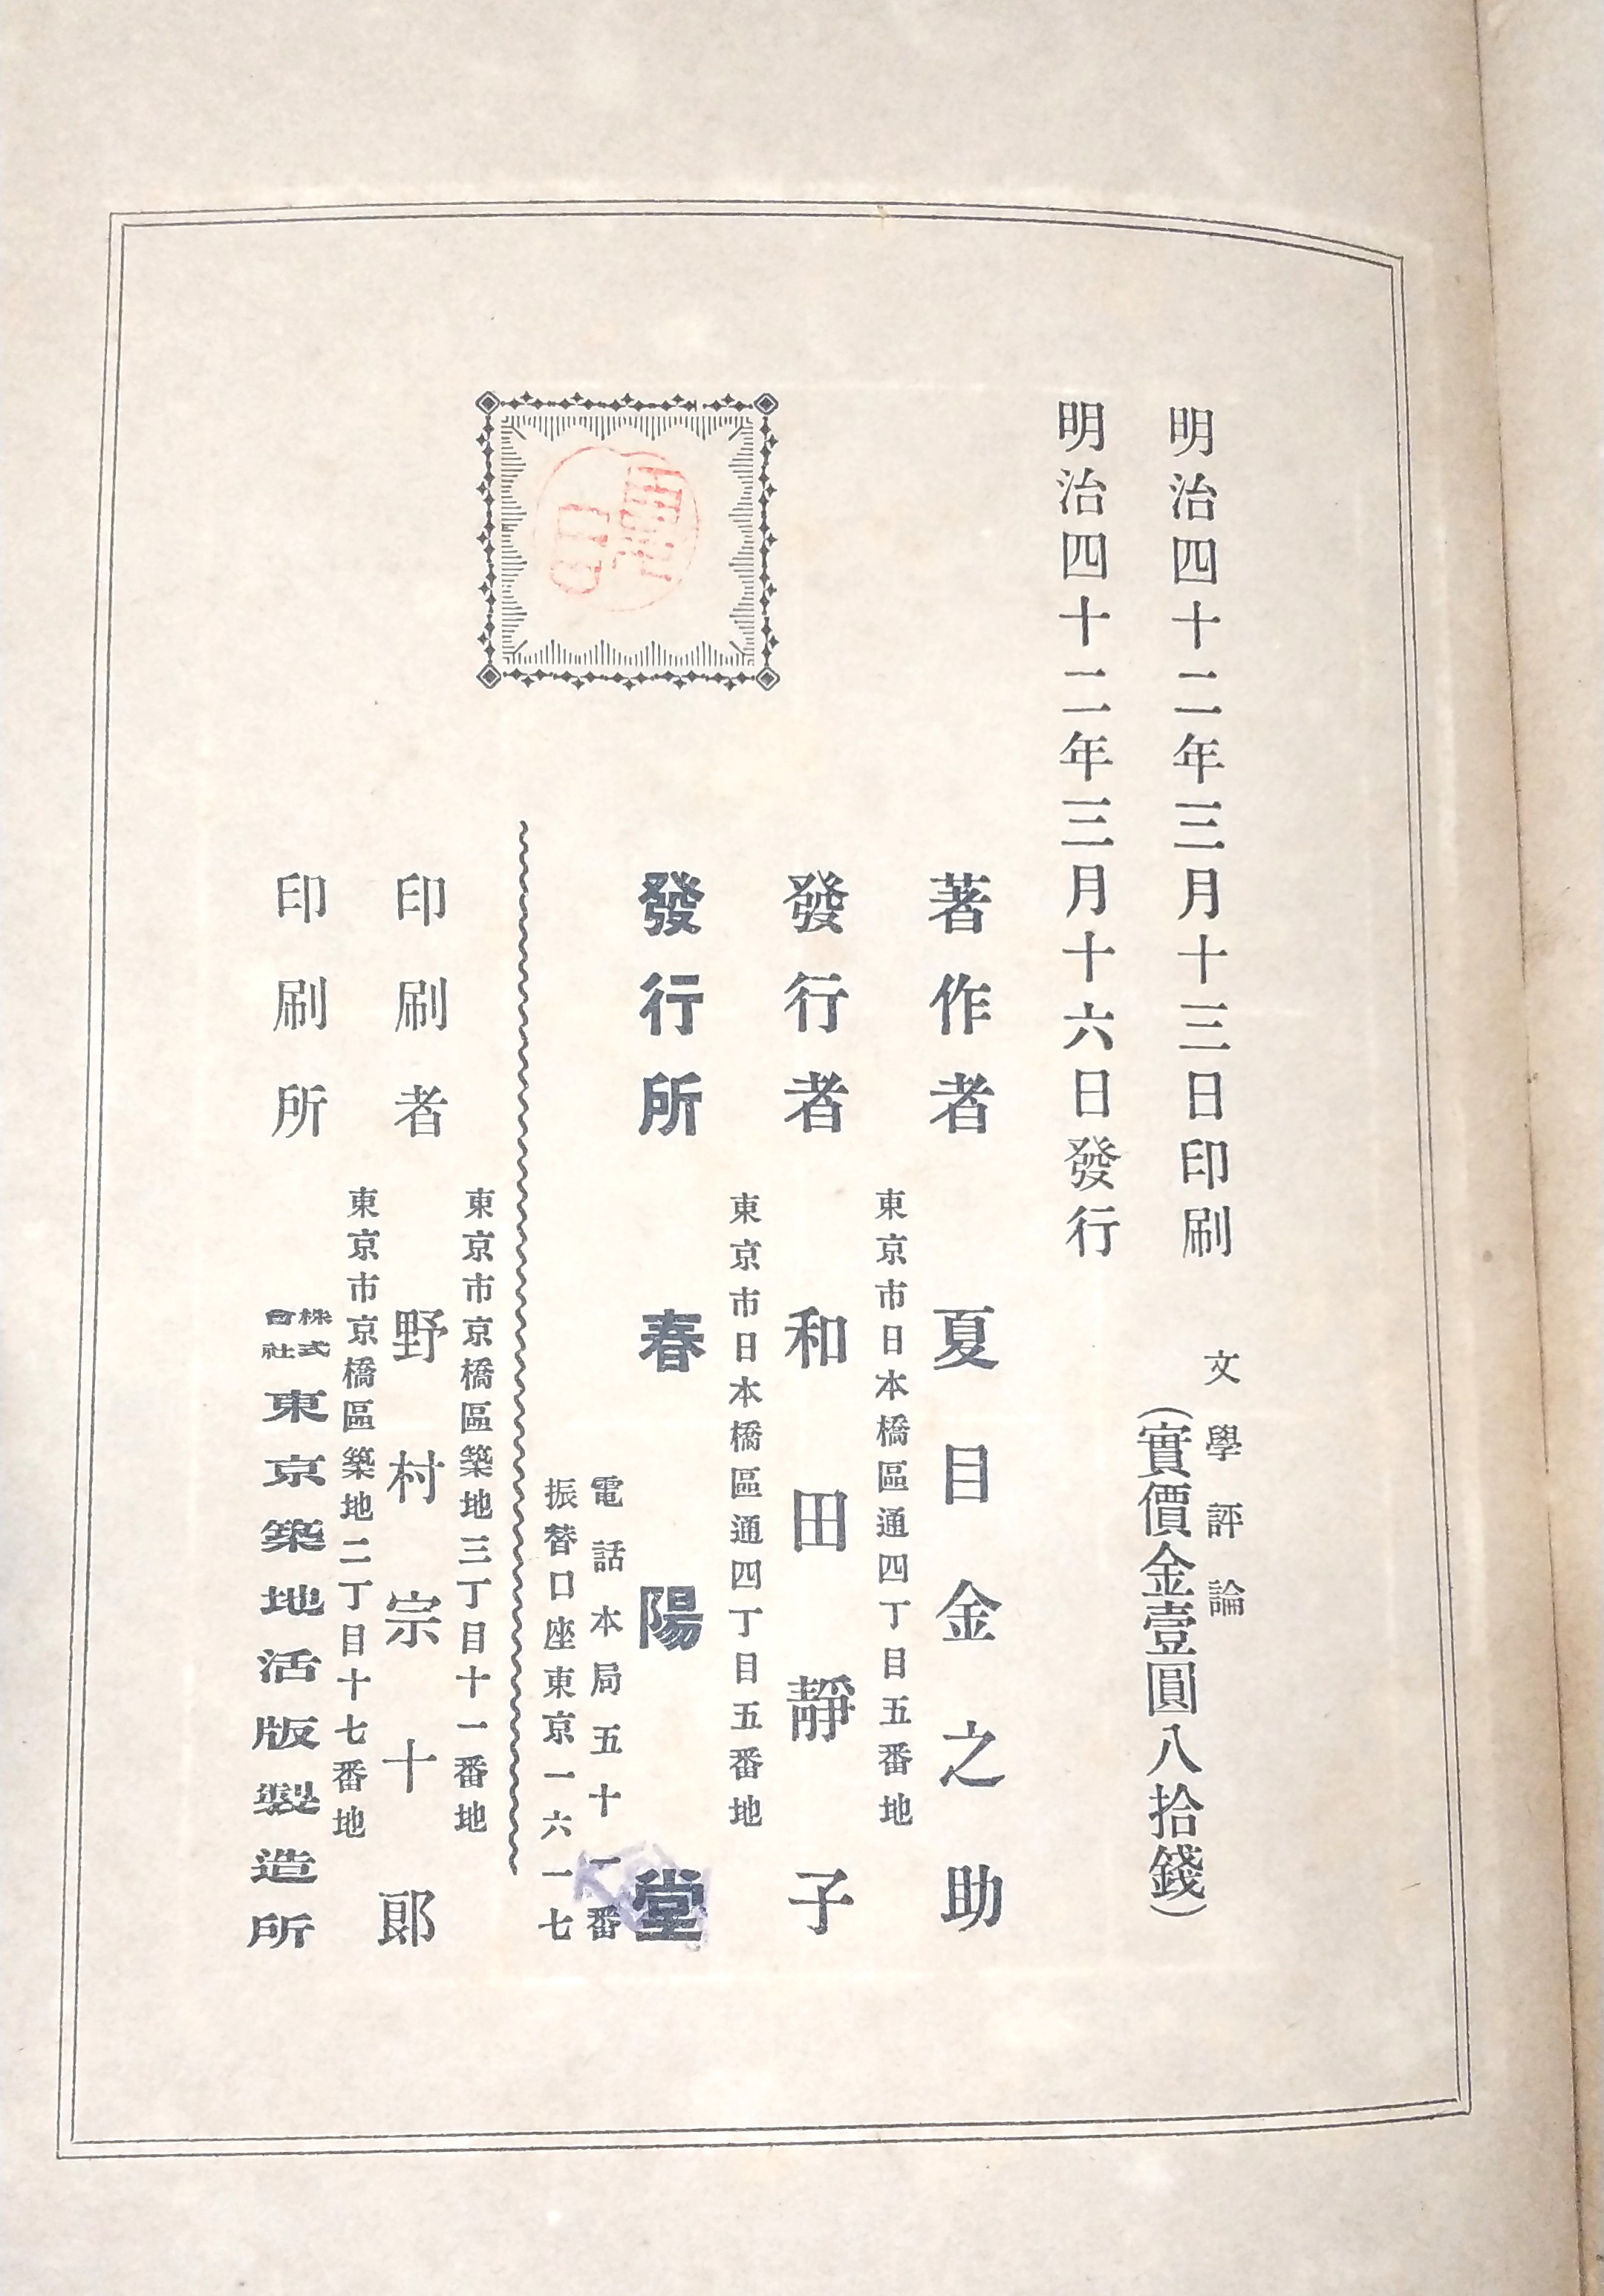 明治四十二年三月十三日印刷
明治四十二年三月十六日發行
文學評論
(實價金壹圓八拾錢)
著作者 夏目金之助
東京市日本橋區通四丁目五番地
發行者 和田靜子
東京市日本橋區通四丁目五番地
發行所 春陽堂
電話本局五十一番
振替口座東京一六一七
東京市京橋區築地三丁目十一番地
印刷者 野村宗十郎
東京市京橋區築地二丁目十七番地
印刷所 株式會社 東京築地活版製造所